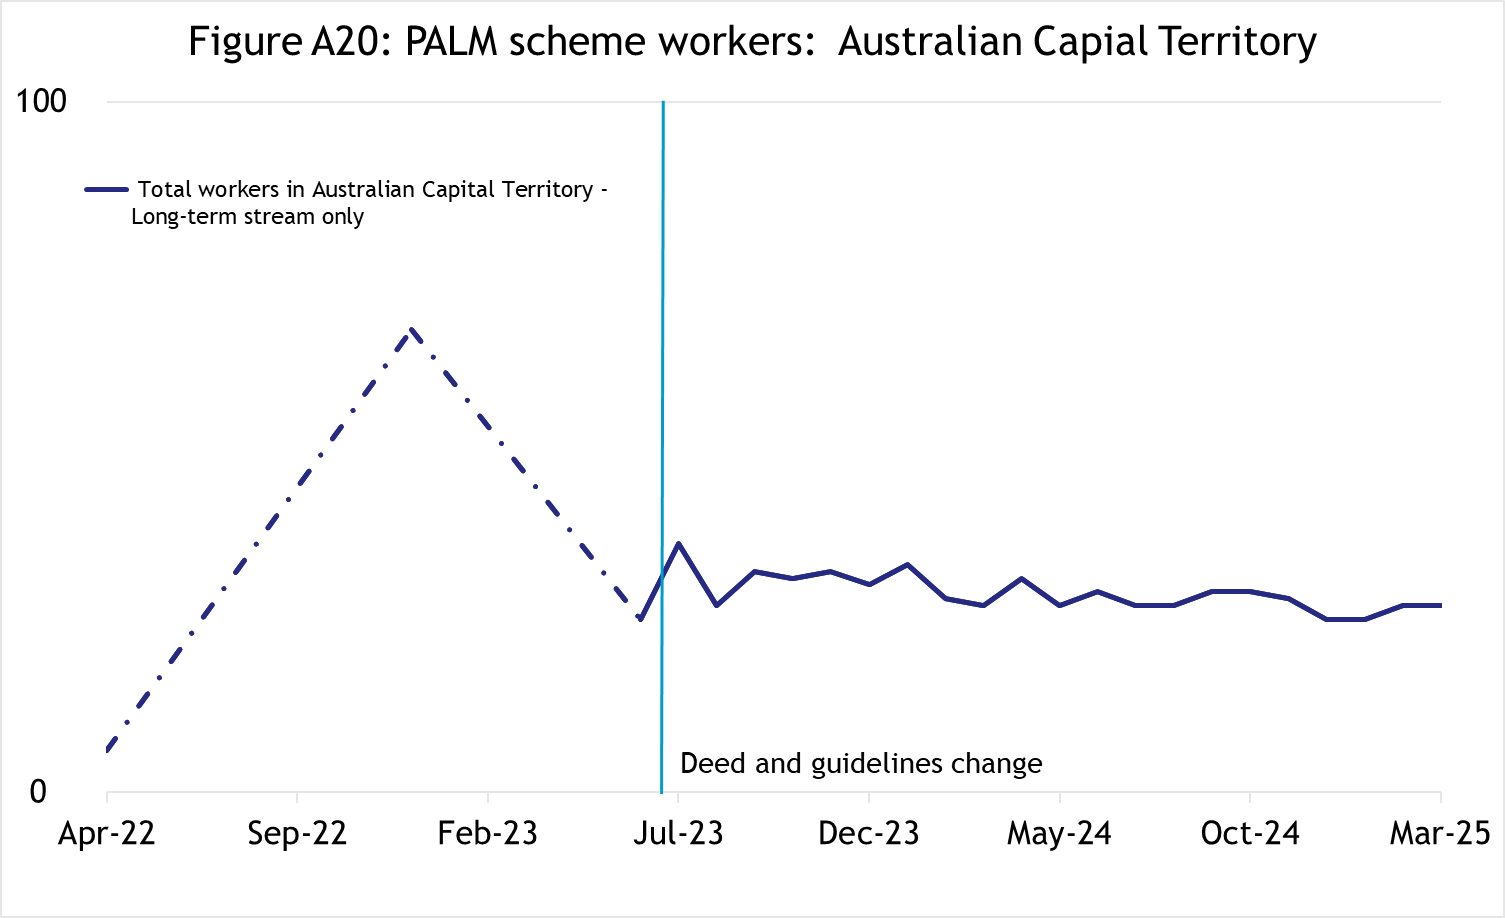 Figure A20: PALM scheme workers:  Australian Capial Territory
100
Total workers in Australian Capital Territory -
Long-term stream only
Deed and guidelines change
0
Apr-22 Sep-22 Feb-23 Jul-23 Dec-23 May-24 Oct-24 Mar-25